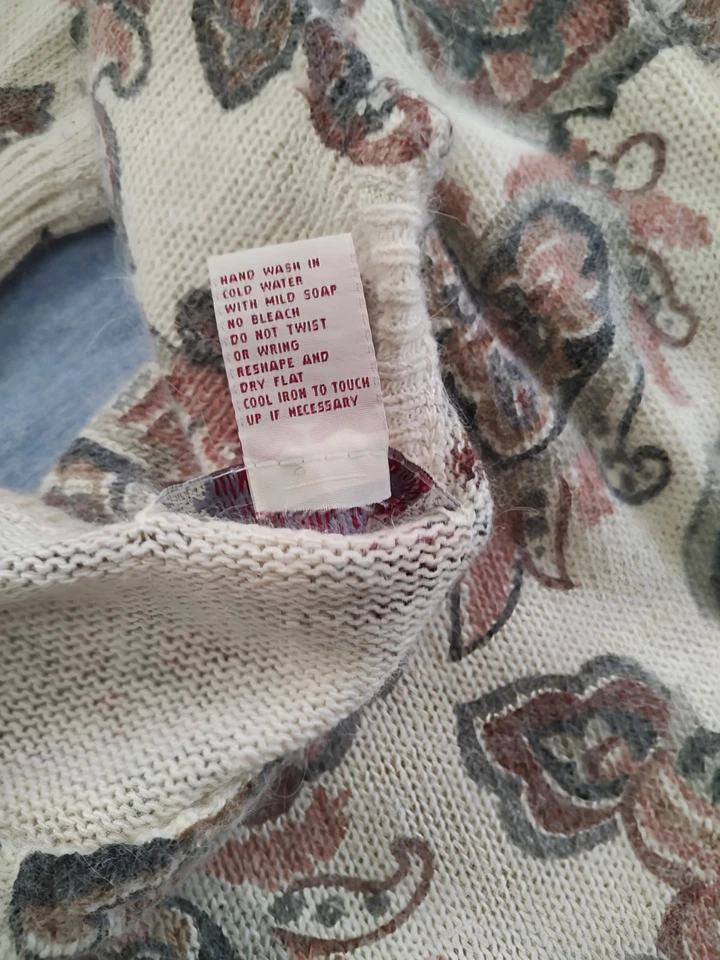 HAND WASH IN
COLD WATER
WITH MILD SOAP
NO BLEACH
DO NOT TWIST
OR WRING
RESHAPE AND
DRY FLAT
COOL IRON TO TOUCH
UP IF NECESSARY